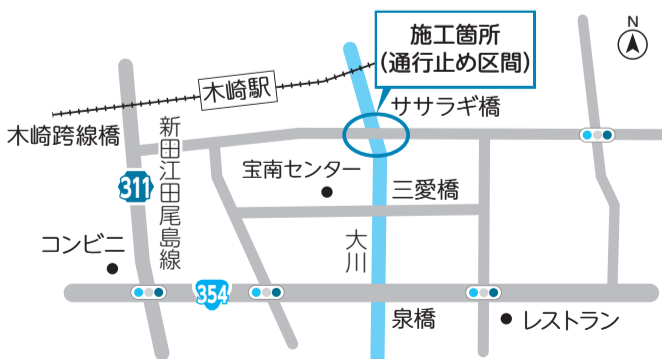 施工箇所
(通行止め区間)
N
木崎駅
ササラギ橋
木崎跨線橋
新田江田尾島線
311
宝南センター
三愛橋
大川
コンビニ
354
泉橋
レストラン